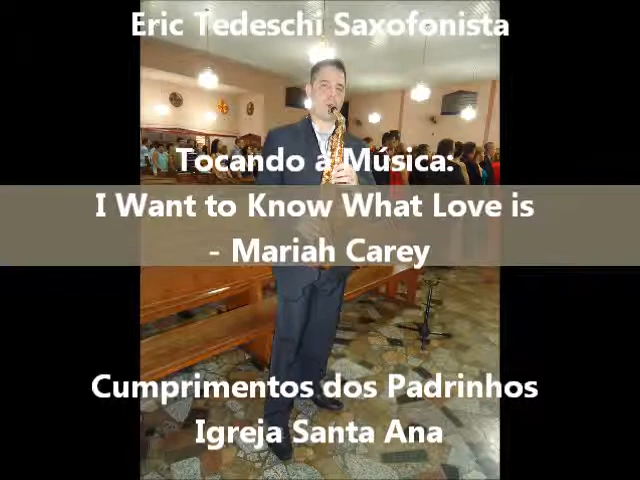 Eric Tedeschi Saxofonista
Tocando a Música:
I Want to Know What Love is
- Mariah Carey
Cumprimentos dos Padrinhos
Igreja Santa Ana